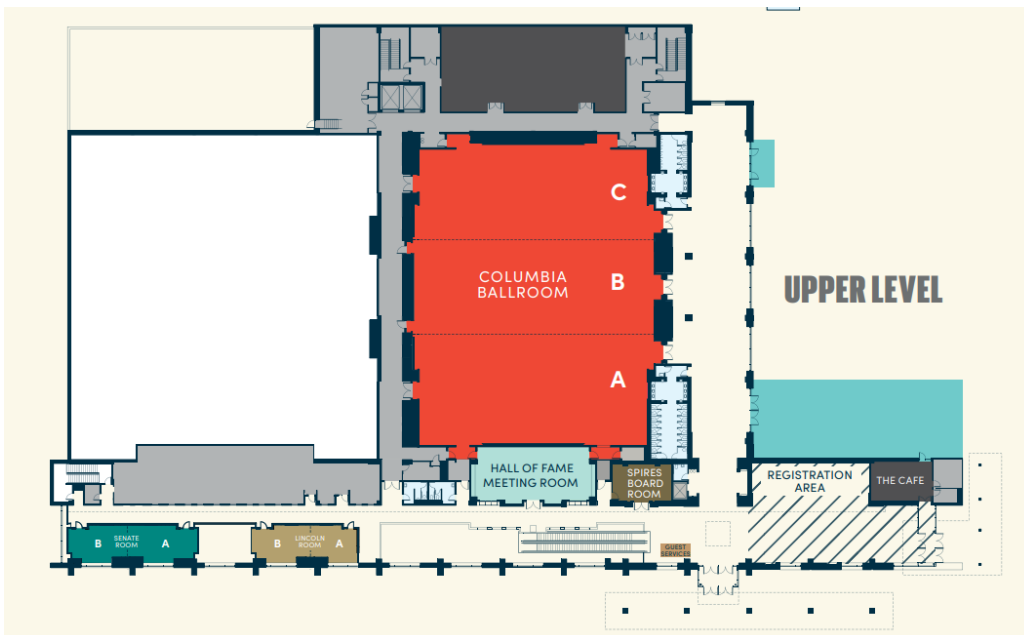 C
COLUMBIA
BALLROOM
B
UPPER LEVEL
A
HALL OF FAME
MEETING ROOM
SPIRES
BOARD
ROOM
REGISTRATION
AREA
THE CAFE
B
SENATE
ROOM
A
B
LINCOLN
ROOM
A
GUEST
SERVICES